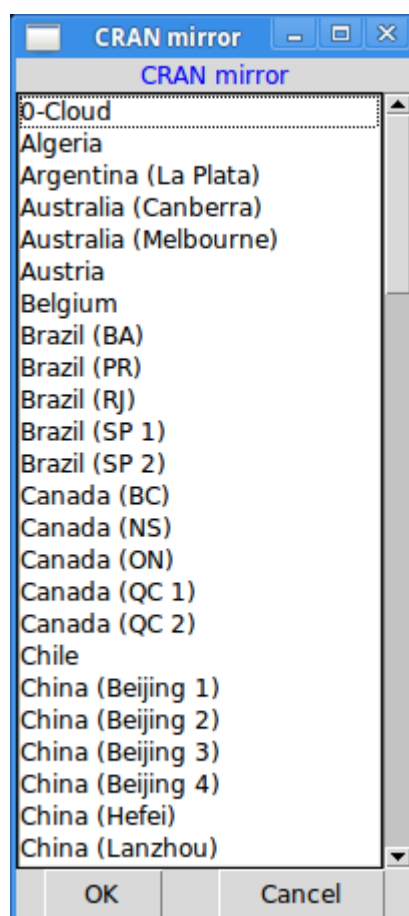 CRAN mirror
CRAN mirror
0-Cloud
Algeria
Argentina (La Plata)
Australia (Canberra)
Australia (Melbourne)
Austria
Belgium
Brazil (BA)
Brazil (PR)
Brazil (RJ)
Brazil (SP 1)
Brazil (SP 2)
Canada (BC)
Canada (NS)
Canada (ON)
Canada (QC 1)
Canada (QC 2)
Chile
China (Beijing 1)
China (Beijing 2)
China (Beijing 3)
China (Beijing 4)
China (Hefei)
China (Lanzhou)
OK Cancel